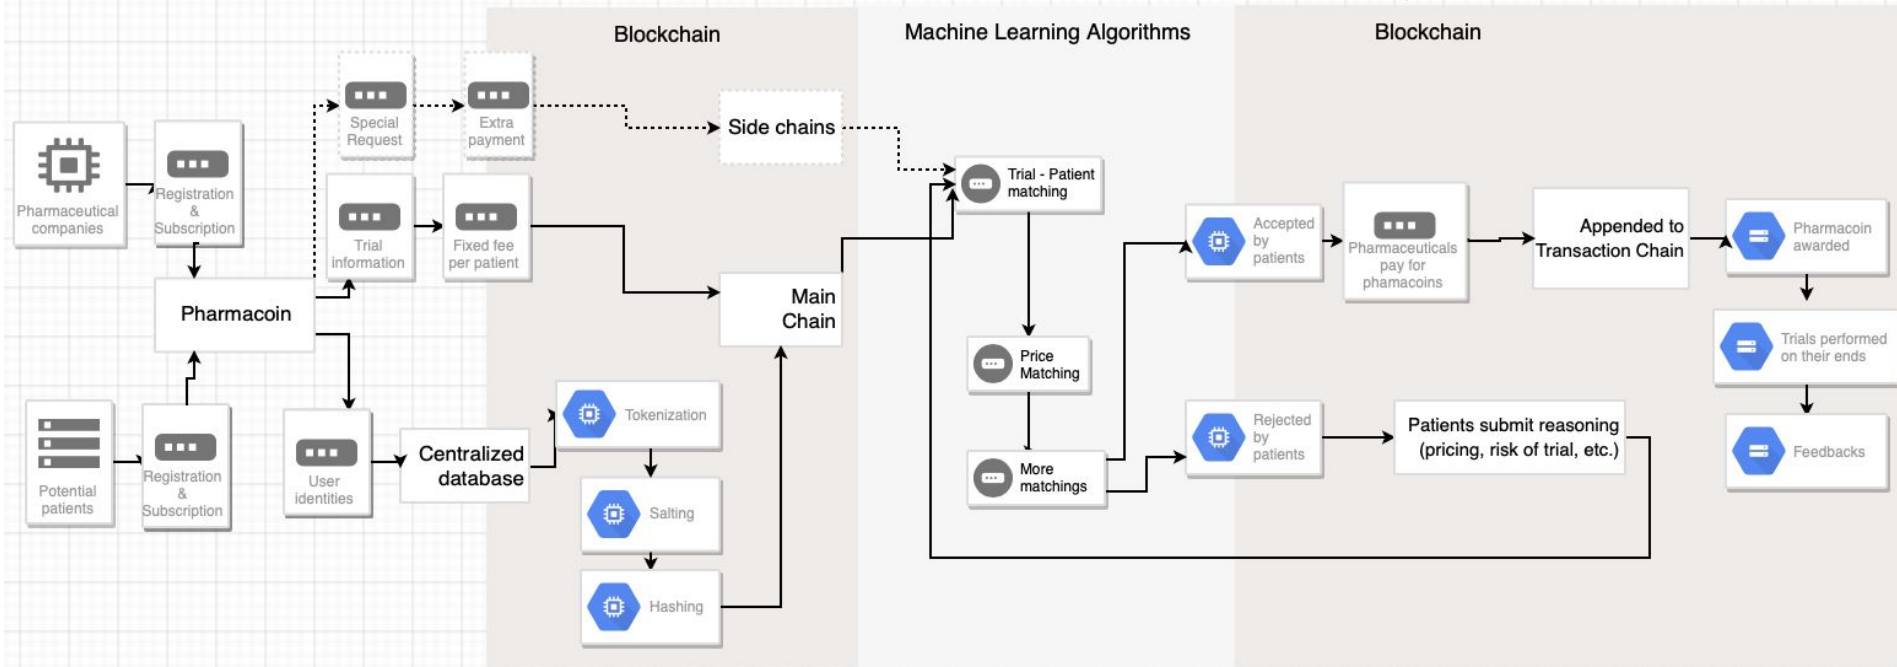 Blockchain
Machine Learning Algorithms
Blockchain
Special
Request
Extra
payment
Side chains
Pharmaceutical
companies
Registration
&
Subscription
Trial
information
Fixed fee
per patient
Trial - Patient
matching
Accepted
by
patients
Pharmaceuticals
pay for
phamacoins
Appended to
Transaction Chain
Pharmacoin
awarded
Pharmacoin
Main
Chain
Price
Matching
Trials performed
on their ends
Potential
patients
Registration
&
Subscription
User
identities
Centralized
database
Tokenization
Salting
Hashing
More
matchings
Rejected
by
patients
Patients submit reasoning
(pricing, risk of trial, etc.)
Feedbacks